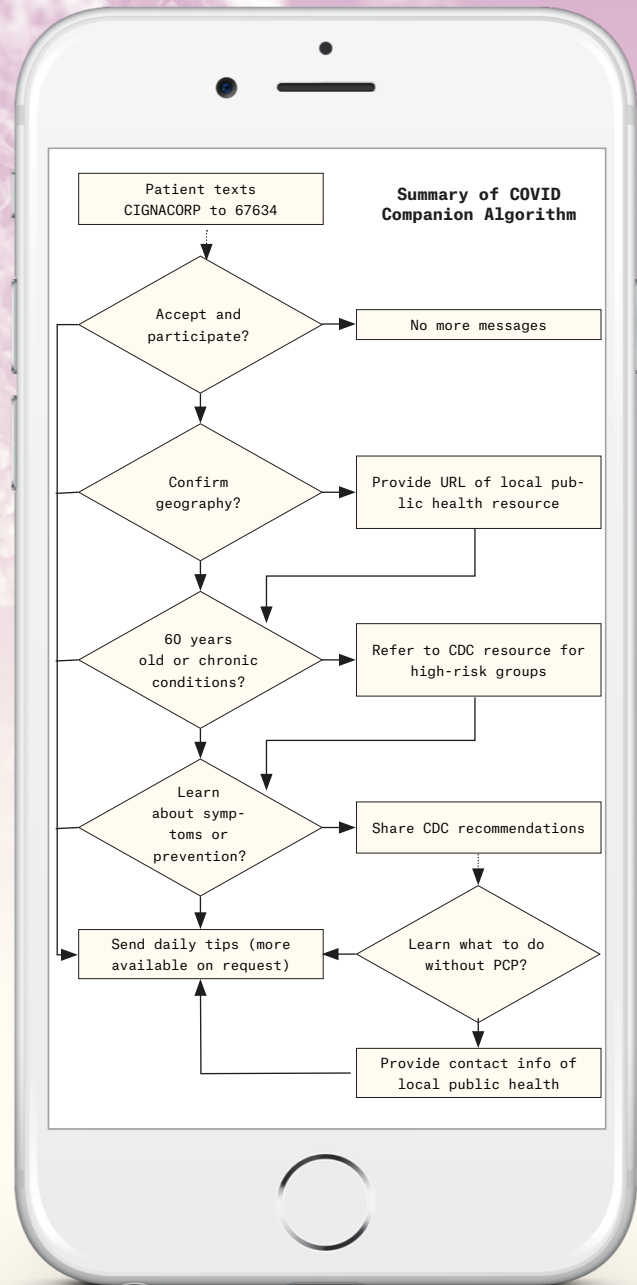 Patient texts
CIGNACORP to 67634
Summary of COVID
Companion Algorithm
Accept and
participate?
No more messages
Confirm
geography?
Provide URL of local pub-
lic health resource
60 years
old or chronic
conditions?
Refer to CDC resource for
high-risk groups
Learn
about symp-
toms or
prevention?
Share CDC recommendations
Send daily tips (more
available on request)
Learn what to do
without PCP?
Provide contact info of
local public health